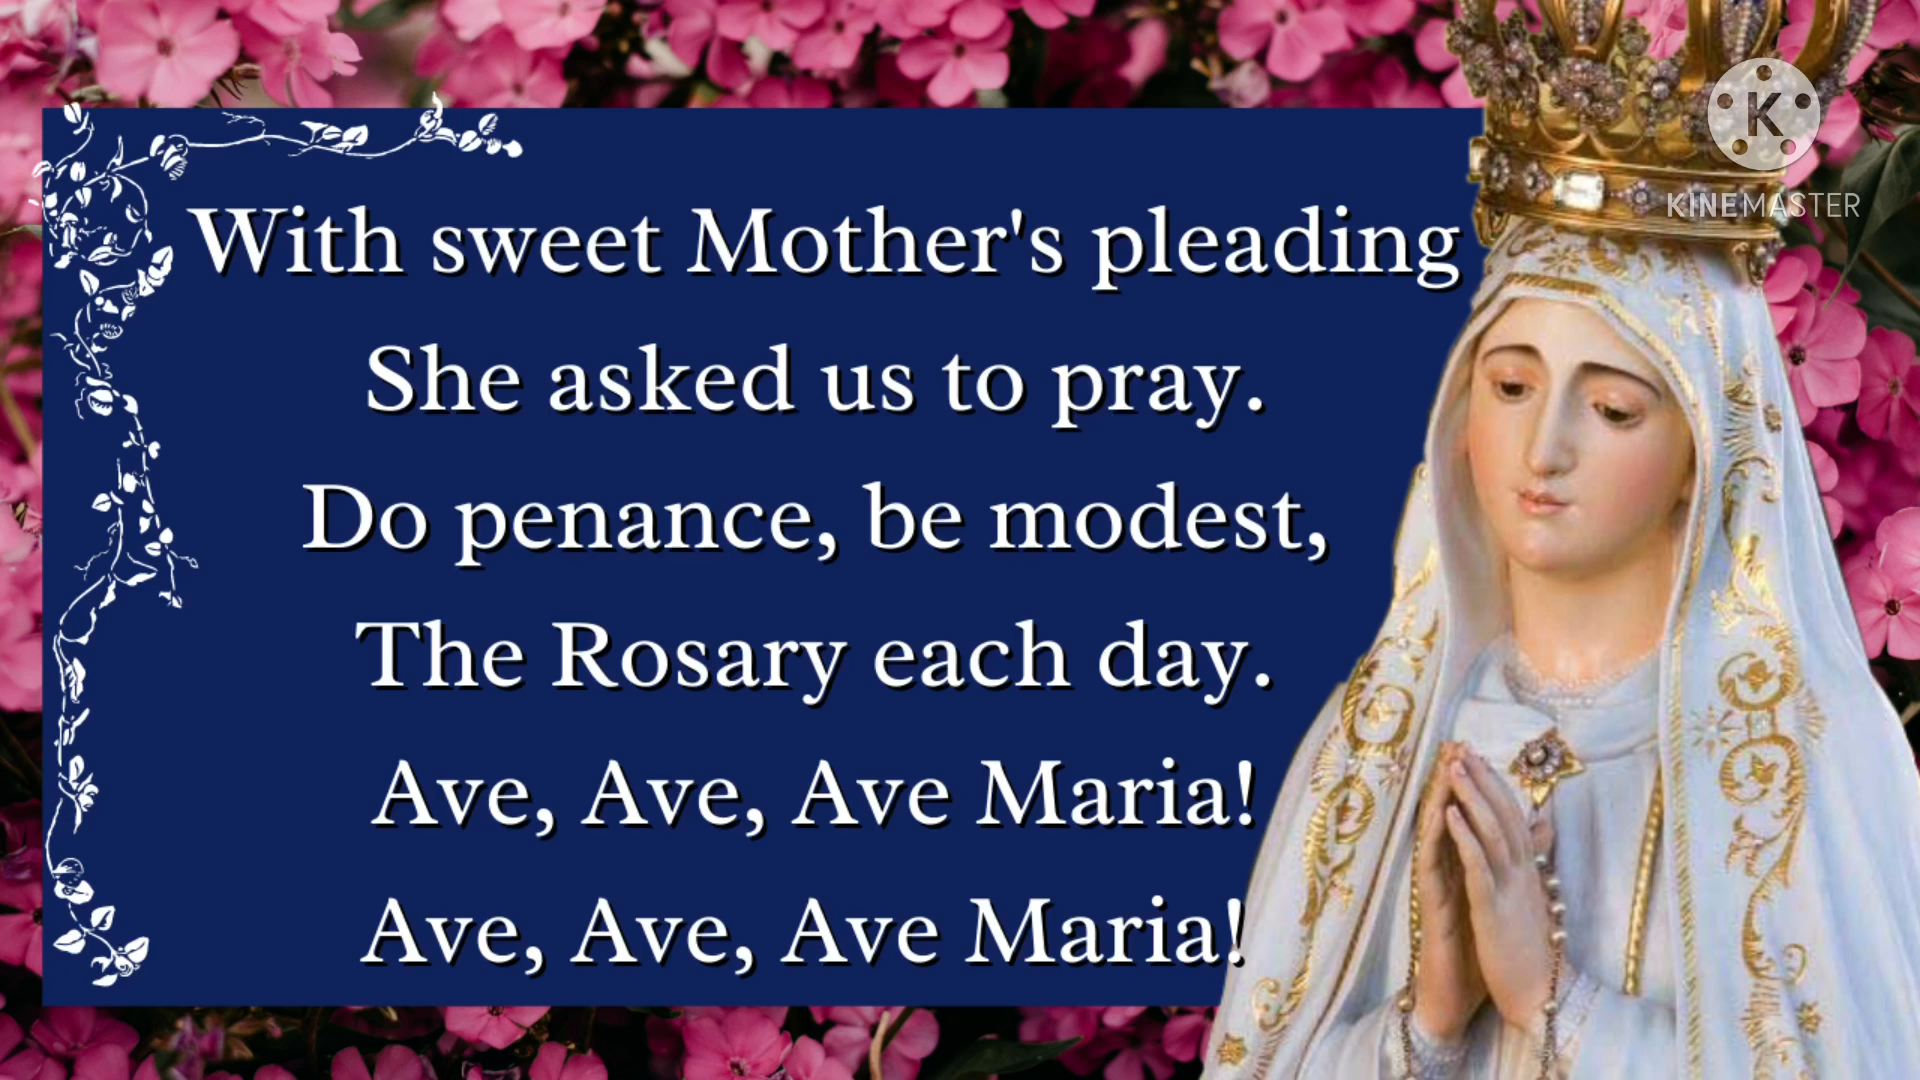 With sweet Mother's pleading
She asked us to pray.
Do penance, be modest,
The Rosary each day.
Ave, Ave, Ave Maria!
Ave, Ave, Ave Maria!
K
KINEMASTER